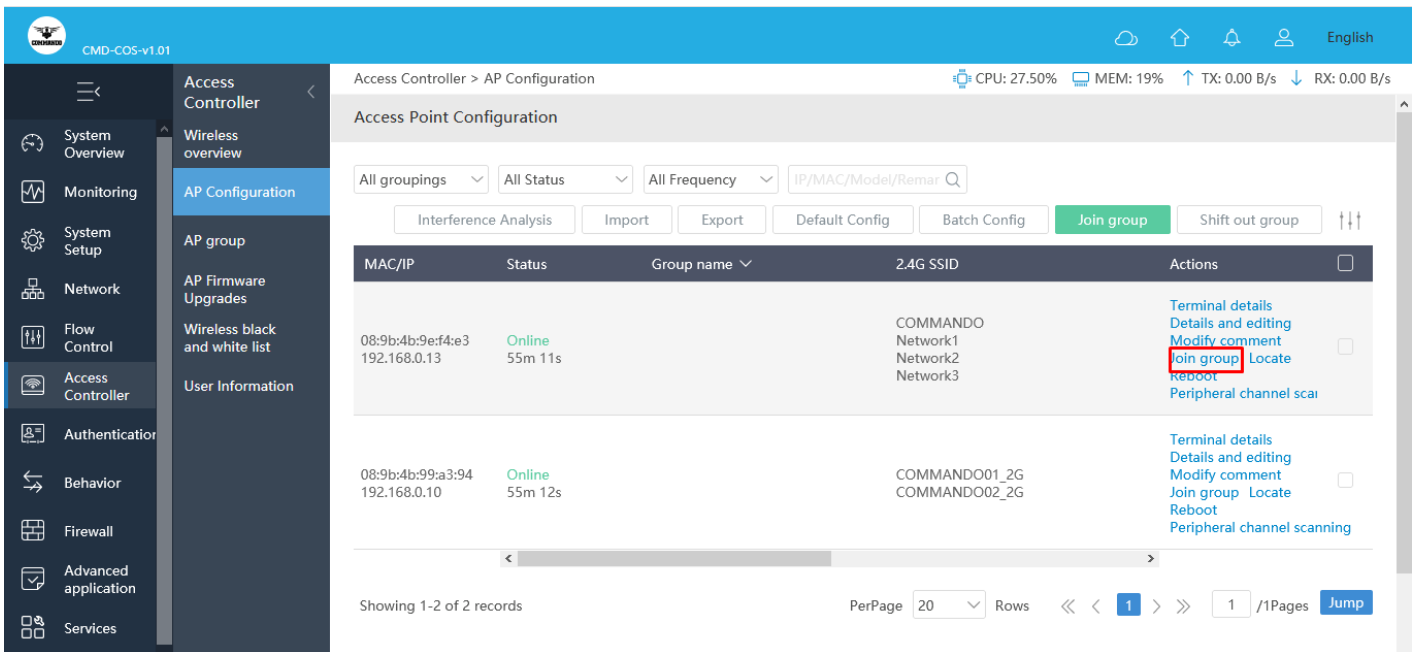 COMMANDO
CMD-COS-v1.01
English
Access Controller
Access Controller > AP Configuration
CPU: 27.50% MEM: 19% TX: 0.00 B/s RX: 0.00 B/s
Access Point Configuration
System Overview
Monitoring
System Setup
Network
Flow Control
Access Controller
Authentication
Behavior
Firewall
Advanced application
Services
Wireless overview
AP Configuration
AP group
AP Firmware Upgrades
Wireless black and white list
User Information
All groupings All Status All Frequency IP/MAC/Model/Remar
Interference Analysis Import Export Default Config Batch Config Join group Shift out group
MAC/IP Status Group name 2.4G SSID Actions
08:9b:4b:9e:f4:e3
192.168.0.13
Online
55m 11s
COMMANDO
Network1
Network2
Network3
Terminal details
Details and editing
Modify comment
Join group Locate
Reboot
Peripheral channel scan
08:9b:4b:99:a3:94
192.168.0.10
Online
55m 12s
COMMANDO01_2G
COMMANDO02_2G
Terminal details
Details and editing
Modify comment
Join group Locate
Reboot
Peripheral channel scanning
Showing 1-2 of 2 records
PerPage 20 Rows 1 1 /1Pages Jump